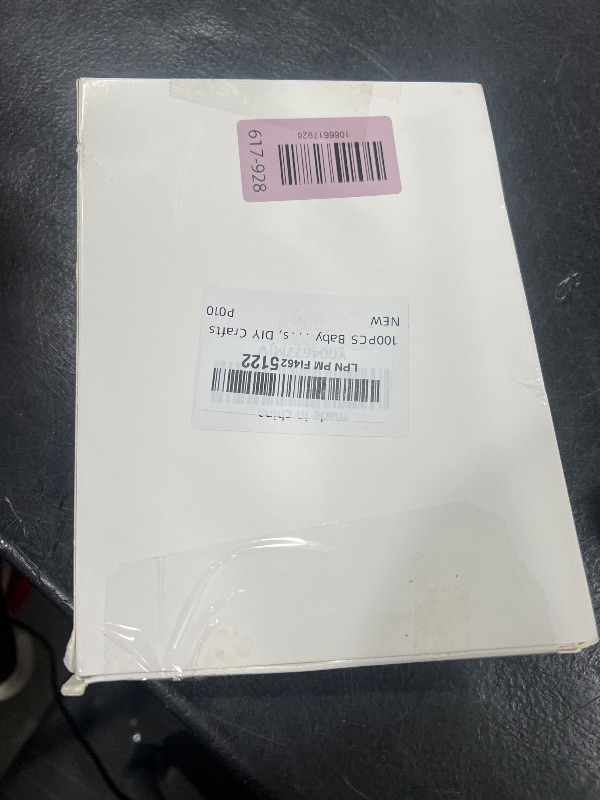 617-928
1066617928
LPN PM FI4625122
100PCS Baby ... s, DIY Crafts
NEW
P010
made in china